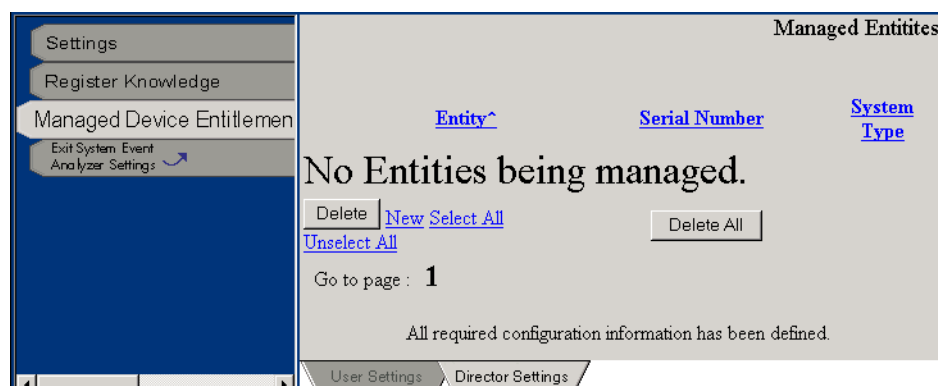 Settings
Register Knowledge
Managed Device Entitlemen
Exit System Event
Analyzer Settings
Managed Entitites
Entity^ Serial Number System
Type
No Entities being managed.
Delete New Select All Delete All
Unselect All
Go to page : 1
All required configuration information has been defined.
User Settings Director Settings